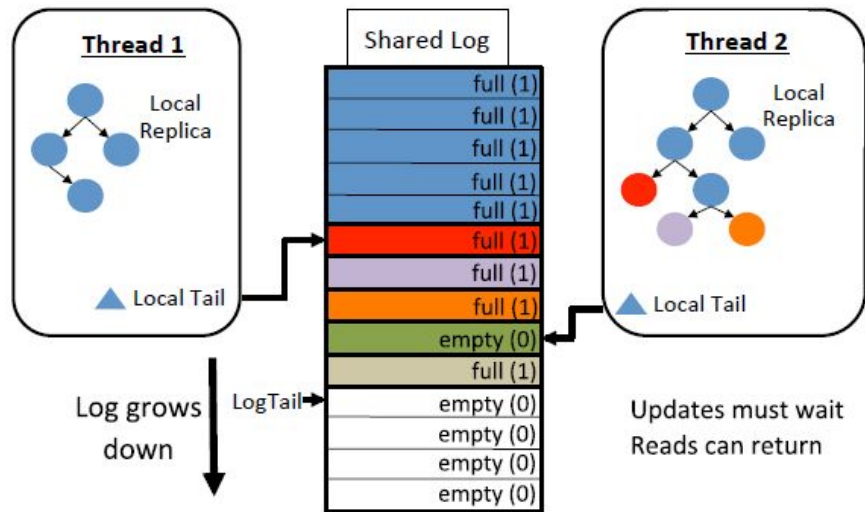 Thread 1
Local
Replica
Local Tail
Log grows
down
Shared Log
full (1)
full (1)
full (1)
full (1)
full (1)
full (1)
full (1)
full (1)
empty (0)
full (1)
LogTail
empty (0)
empty (0)
empty (0)
empty (0)
Thread 2
Local
Replica
Local Tail
Updates must wait
Reads can return